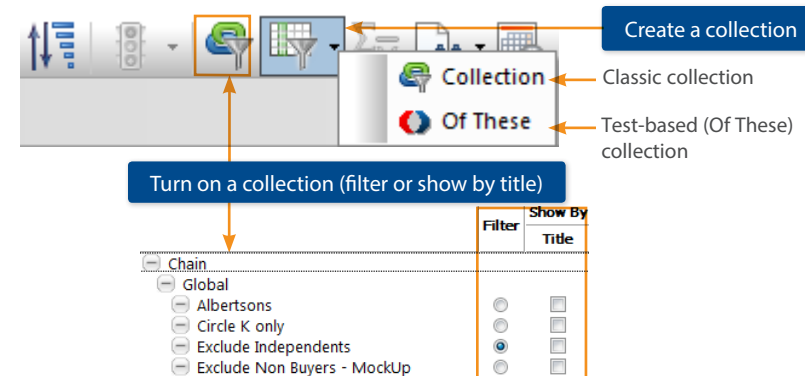 Create a collection
Collection
Classic collection
Of These
Test-based (Of These)
collection
Turn on a collection (filter or show by title)
Filter
Show By
Title
Chain
Global
Albertsons
Circle K only
Exclude Independents
Exclude Non Buyers - MockUp